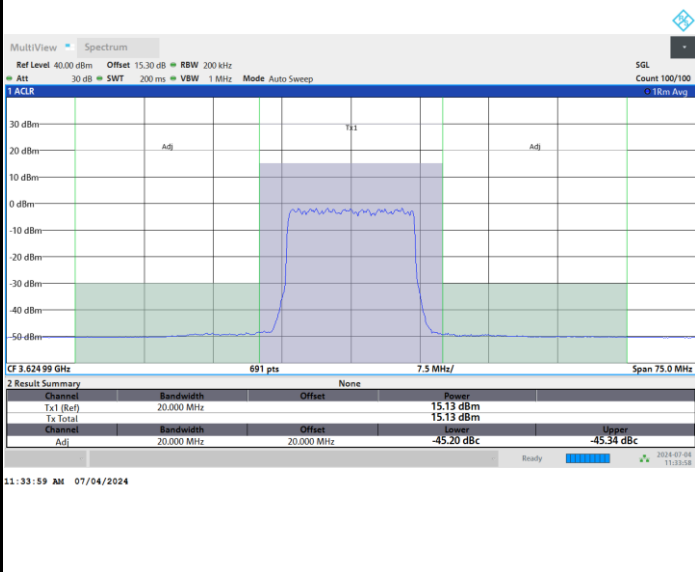 MultiView Spectrum
Ref Level 40.00 dBm Offset 15.30 dB RBW 200 kHz SGL
Att 30 dB SWT 200 ms VBW 1 MHz Mode Auto Sweep Count 100/100
1 ACLR 1Rm Avg
Tx1
30 dBm
Adj Adj
20 dBm
10 dBm
0 dBm
-10 dBm
-20 dBm
-30 dBm
-40 dBm
-50 dBm
CF 3.624 99 GHz 691 pts 7.5 MHz/ Span 75.0 MHz
2 Result Summary None
Channel Bandwidth Offset Power
Tx1 (Ref) 20.000 MHz 15.13 dBm
Tx Total 15.13 dBm
Channel Bandwidth Offset Lower Upper
Adj 20.000 MHz 20.000 MHz -45.20 dBc -45.34 dBc
Ready 2024-07-04
11:33:58
11:33:59 AM 07/04/2024